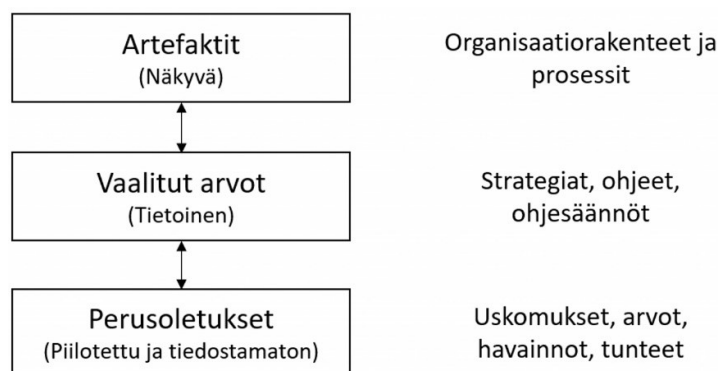 Artefaktit
(Näkyvä)
Organisaatiorakenteet ja
prosessit
Vaalitut arvot
(Tietoinen)
Strategiat, ohjeet,
ohjesäännöt
Perusoletukset
(Piilotettu ja tiedostamaton)
Uskomukset, arvot,
havainnot, tunteet